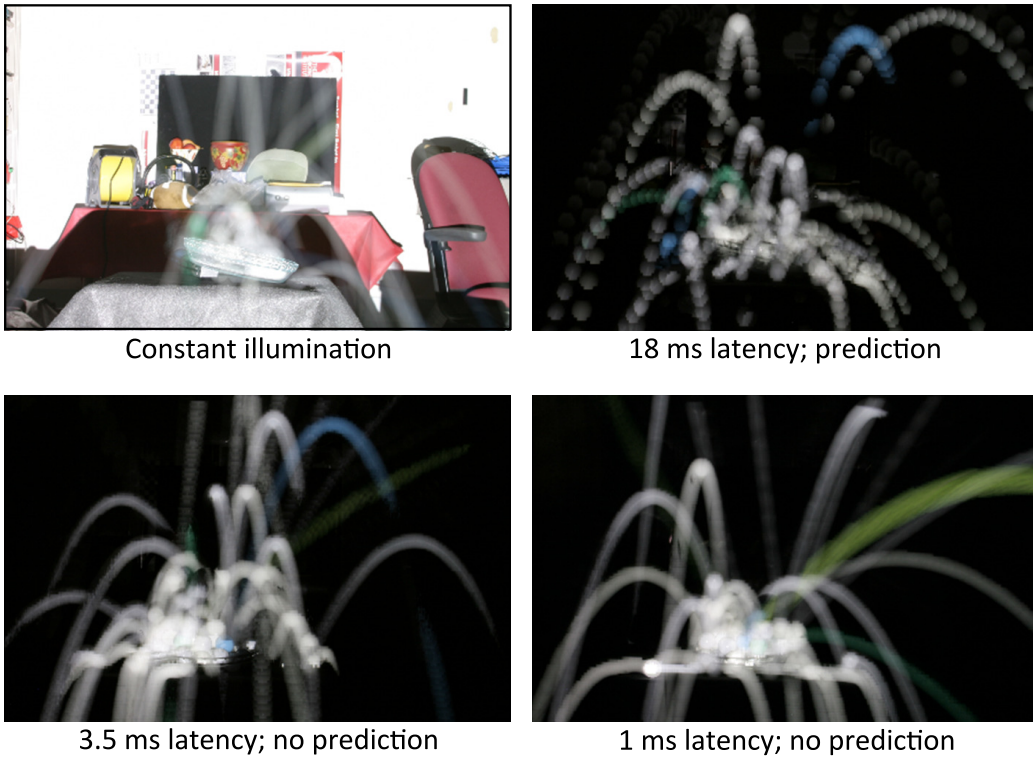 Constant illumination
18 ms latency; prediction
3.5 ms latency; no prediction
1 ms latency; no prediction